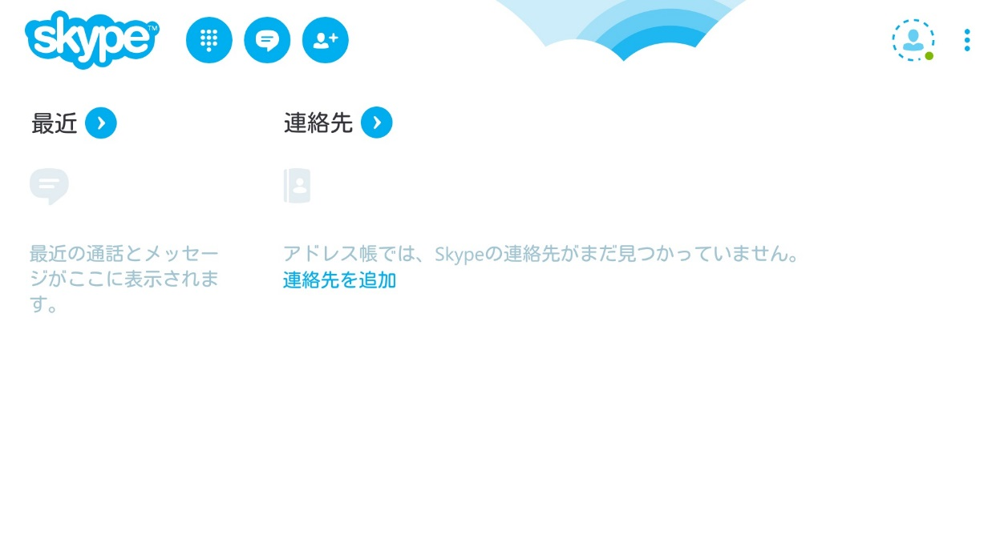 skype™
最近
連絡先
最近の通話とメッセー
ジがここに表示されま
す。
アドレス帳では、Skypeの連絡先がまだ見つかっていません。
連絡先を追加